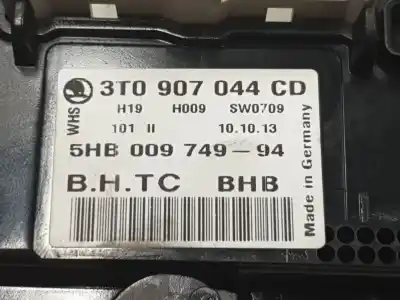 3T0 907 044 CD
WHS
H19 H009 SW0709
101 II 10.10.13
5HB 009 749-94
B.H.TC BHB
Made in Germany